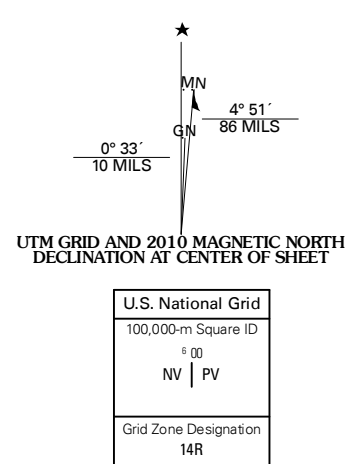 MN
4° 51´
86 MILS
GN
0° 33´
10 MILS
UTM GRID AND 2010 MAGNETIC NORTH
DECLINATION AT CENTER OF SHEET
U.S. National Grid
100,000-m Square ID
6 00
NV PV
Grid Zone Designation
14R